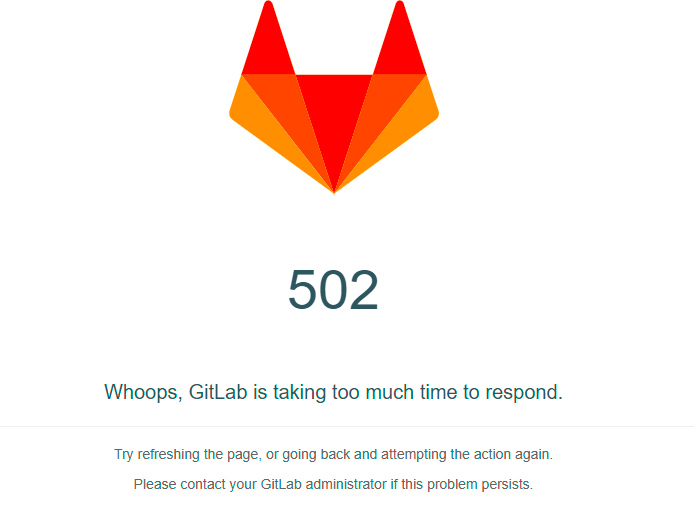 502
Whoops, GitLab is taking too much time to respond.
Try refreshing the page, or going back and attempting the action again.
Please contact your GitLab administrator if this problem persists.